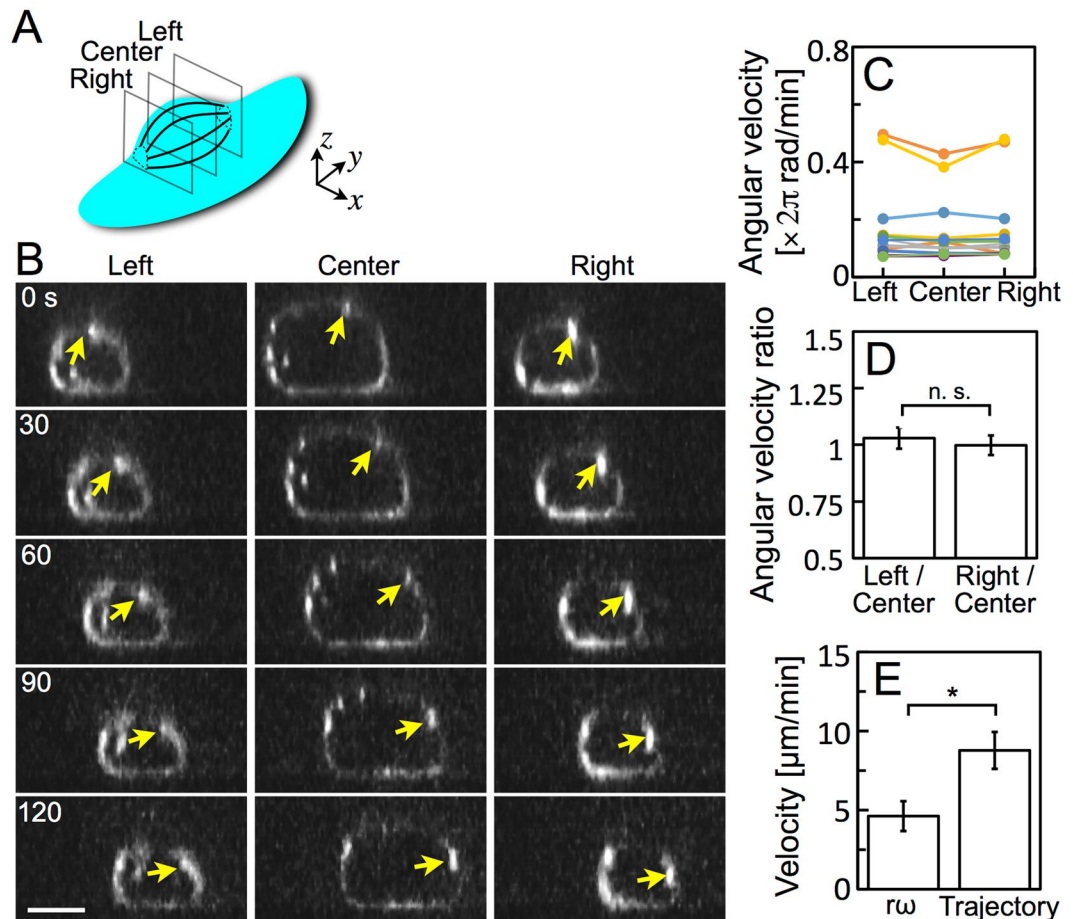 A
Left
Center
Right
z
y
x
B
Left
Center
Right
0 s
30
60
90
120
C
Angular velocity
[× 2π rad/min]
0.8
0.4
0
Left
Center
Right
D
Angular velocity ratio
1.5
1.25
1
0.75
0.5
n. s.
Left /
Center
Right /
Center
E
Velocity [µm/min]
15
10
5
0
*
rω
Trajectory